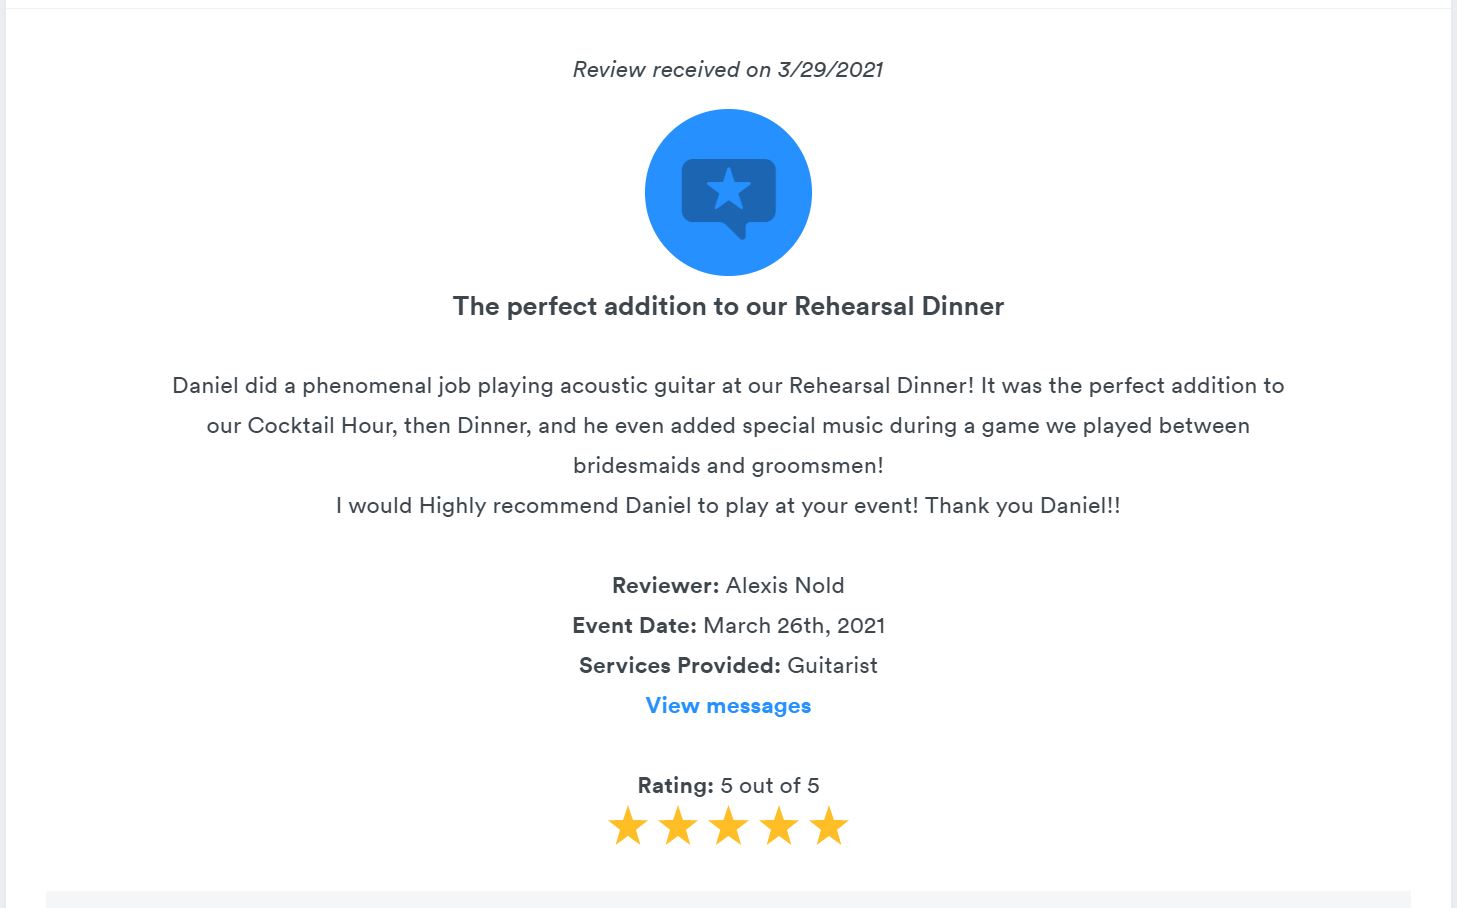 Review received on 3/29/2021
The perfect addition to our Rehearsal Dinner
Daniel did a phenomenal job playing acoustic guitar at our Rehearsal Dinner! It was the perfect addition to
our Cocktail Hour, then Dinner, and he even added special music during a game we played between
bridesmaids and groomsmen!
I would Highly recommend Daniel to play at your event! Thank you Daniel!!
Reviewer: Alexis Nold
Event Date: March 26th, 2021
Services Provided: Guitarist
View messages
Rating: 5 out of 5